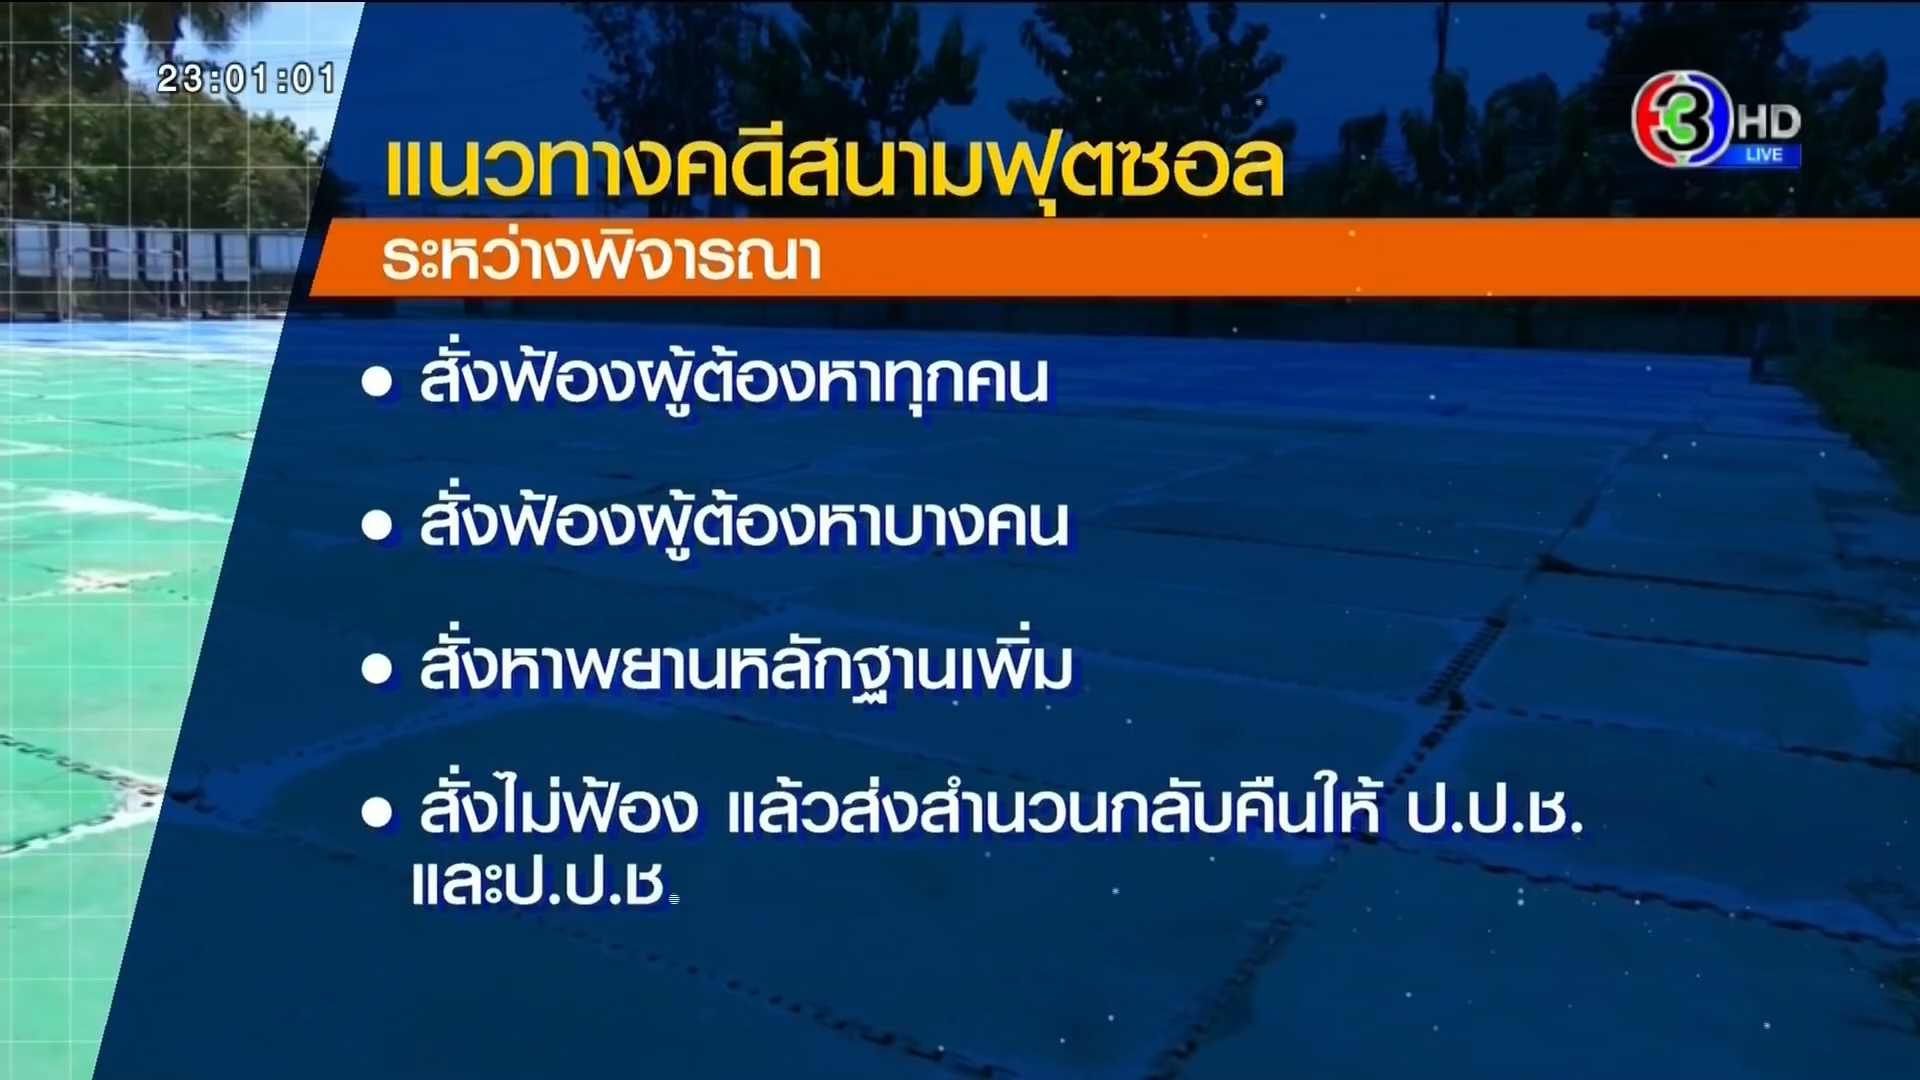 23:01:01
3 HD
LIVE
แนวทางคดีสนามฟุตซอล
ระหว่างพิจารณา
• สั่งฟ้องผู้ต้องหาทุกคน
• สั่งฟ้องผู้ต้องหาบางคน
• สั่งหาพยานหลักฐานเพิ่ม
• สั่งไม่ฟ้อง แล้วส่งสำนวนกลับคืนให้ ป.ป.ช.
และป.ป.ช.